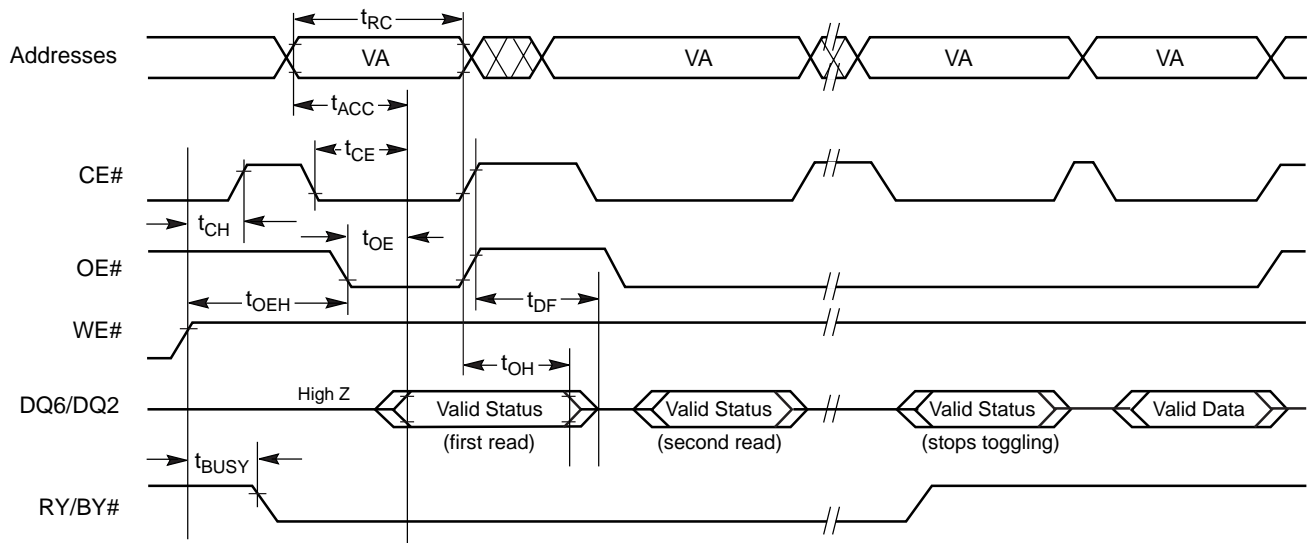 tRC
Addresses VA VA VA VA
tACC
tCE
CE#
tCH tOE
OE#
tOEH tDF
WE#
tOH
High Z
DQ6/DQ2 Valid Status Valid Status Valid Status Valid Data
(first read) (second read) (stops toggling)
tBUSY
RY/BY#